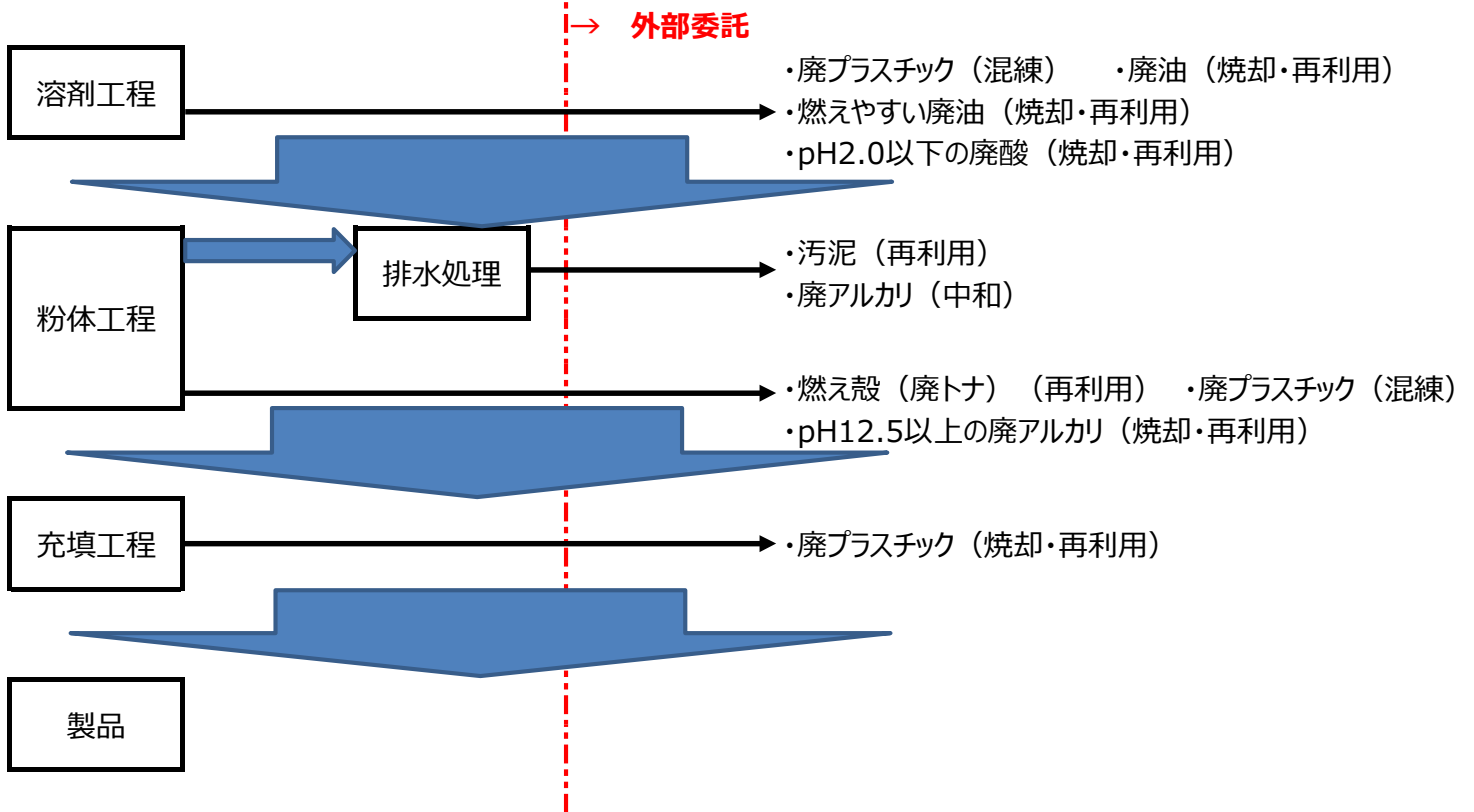 → 外部委託
溶剤工程
・廃プラスチック（混練） ・廃油（焼却・再利用）
・燃えやすい廃油（焼却・再利用）
・pH2.0以下の廃酸（焼却・再利用）
粉体工程
排水処理
・汚泥（再利用）
・廃アルカリ（中和）
・燃え殻（廃トナ）（再利用） ・廃プラスチック（混練）
・pH12.5以上の廃アルカリ（焼却・再利用）
充填工程
・廃プラスチック（焼却・再利用）
製品